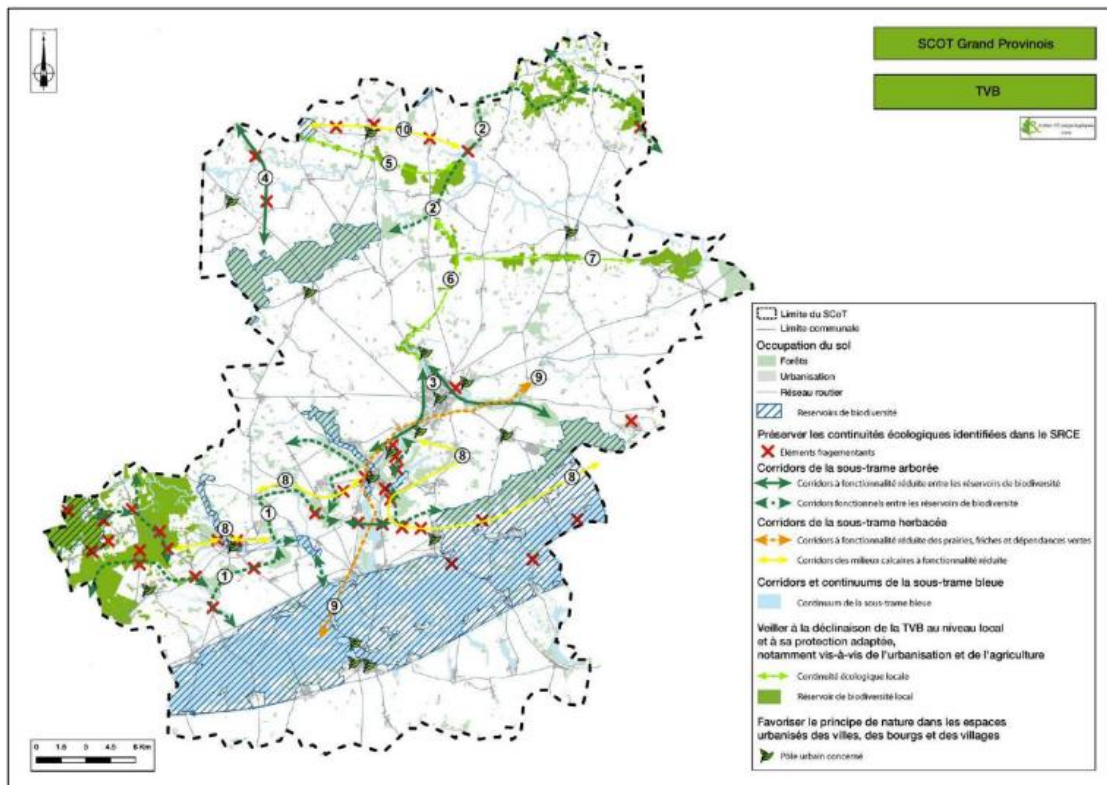 SCOT Grand Provinois
TVB
10
2
5
4
2
7
6
3
9
8
8
8
1
8
1
9
Limite du SCoT
Limite communale
Occupation du sol
Forêts
Urbanisation
Réseau routier
Reservoirs de biodiversité
Préserver les continuités écologiques identifiées dans le SRCE
Eléments fragementants
Corridors de la sous-trame arborée
Corridors à fonctionnalité réduite entre les réservoirs de biodiversité
Corridors fonctionnels entre les réservoirs de biodiversité
Corridors de la sous-trame herbacée
Corridors à fonctionnalité réduite des prairies, friches et dépendances vertes
Corridors des milieux calcaires à fonctionnalité réduite
Corridors et continuums de la sous-trame bleue
Continuum de la sous-trame bleue
Veiller à la déclinaison de la TVB au niveau local
et à sa protection adaptée,
notamment vis-à-vis de l'urbanisation et de l'agriculture
Continuité écologique locale
Réservoir de biodiversité local
Favoriser le principe de nature dans les espaces
urbanisés des villes, des bourgs et des villages
Pôle urbain concerné
0 1.5 3 4.5 6 Km